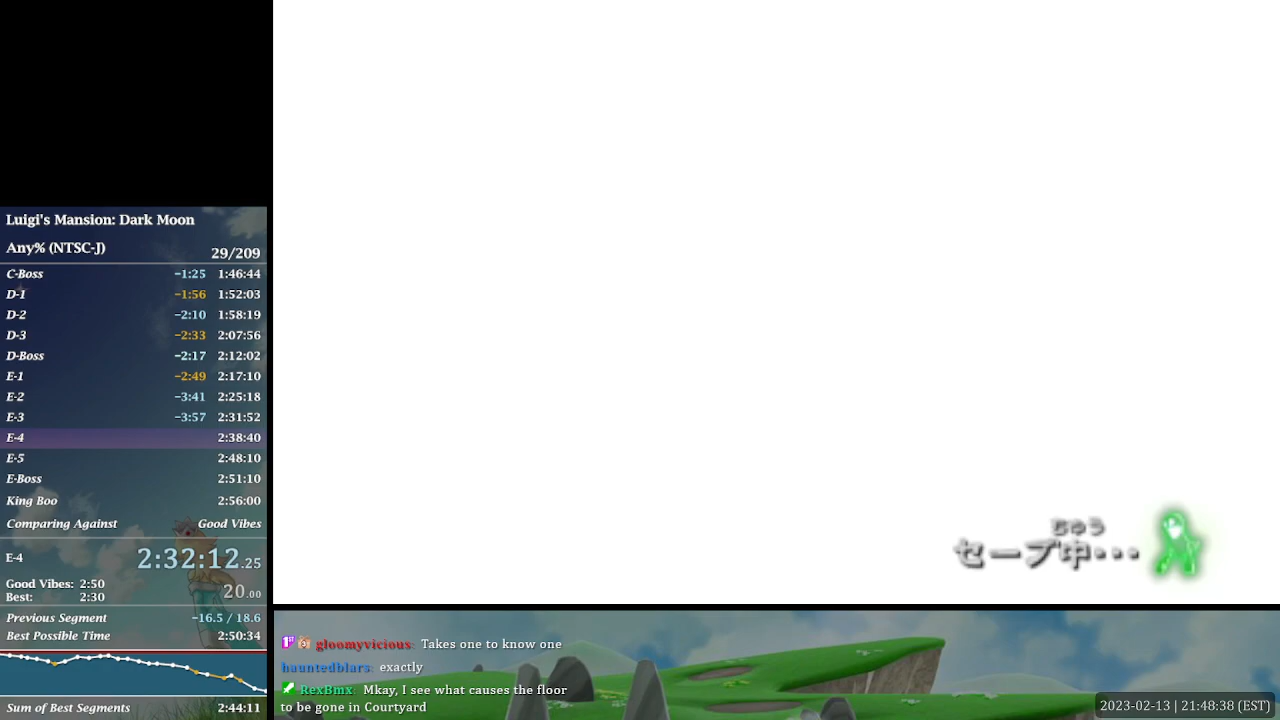 Luigi's Mansion: Dark Moon
Any% (NTSC-J) 29/209
C-Boss -1:25 1:46:44
D-1 -1:56 1:52:03
D-2 -2:10 1:58:19
D-3 -2:33 2:07:56
D-Boss -2:17 2:12:02
E-1 -2:49 2:17:10
E-2 -3:41 2:25:18
E-3 -3:57 2:31:52
E-4 2:38:40
E-5 2:48:10
E-Boss 2:51:10
King Boo 2:56:00
Comparing Against Good Vibes
E-4 2:32:12.25
Good Vibes: 2:50
Best: 2:30 20.00
Previous Segment -16.5 / 18.6
Best Possible Time 2:50:34
Sum of Best Segments 2:44:11
ちゅう
セーブ中・・・
gloomyvicious: Takes one to know one
hauntedblars: exactly
RexBmx: Mkay, I see what causes the floor
to be gone in Courtyard
2023-02-13 | 21:48:38 (EST)